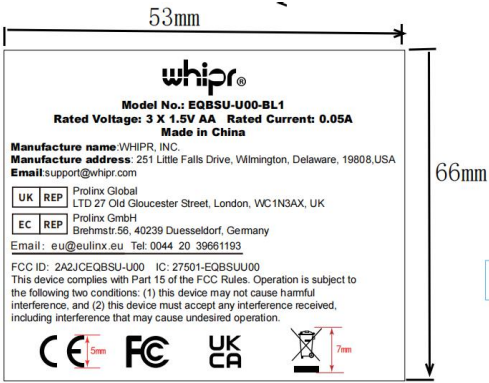 53mm
whipr®
Model No.: EQBSU-U00-BL1
Rated Voltage: 3 X 1.5V AA Rated Current: 0.05A
Made in China
Manufacture name:WHIPR, INC.
Manufacture address: 251 Little Falls Drive, Wilmington, Delaware, 19808,USA
Email:support@whipr.com
66mm
UK REP Prolinx Global
LTD 27 Old Gloucester Street, London, WC1N3AX, UK
EC REP Prolinx GmbH
Brehmstr.56, 40239 Duesseldorf, Germany
Email: eu@eulinx.eu Tel: 0044 20 39661193
FCC ID: 2A2JCEQBSU-U00 IC: 27501-EQBSUU00
This device complies with Part 15 of the FCC Rules. Operation is subject to
the following two conditions: (1) this device may not cause harmful
interference, and (2) this device must accept any interference received,
including interference that may cause undesired operation.
CE 5mm FC UK
CA 7mm